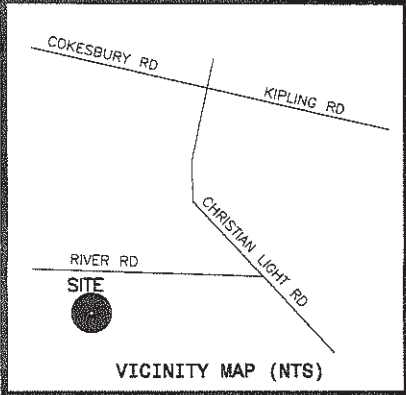 COKESBURY RD
KIPLING RD
CHRISTIAN LIGHT RD
RIVER RD
SITE
VICINITY MAP (NTS)